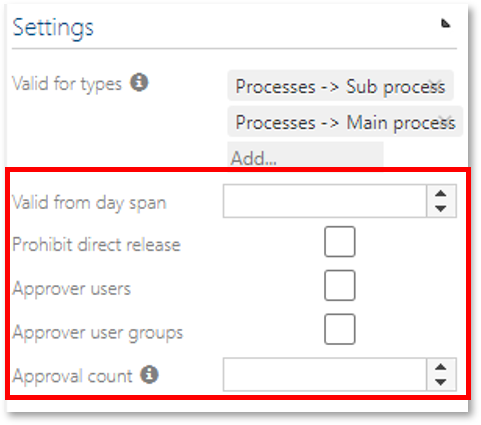 Settings
Valid for types
Processes -> Sub process
Processes -> Main process
Add...
Valid from day span
Prohibit direct release
Approver users
Approver user groups
Approval count